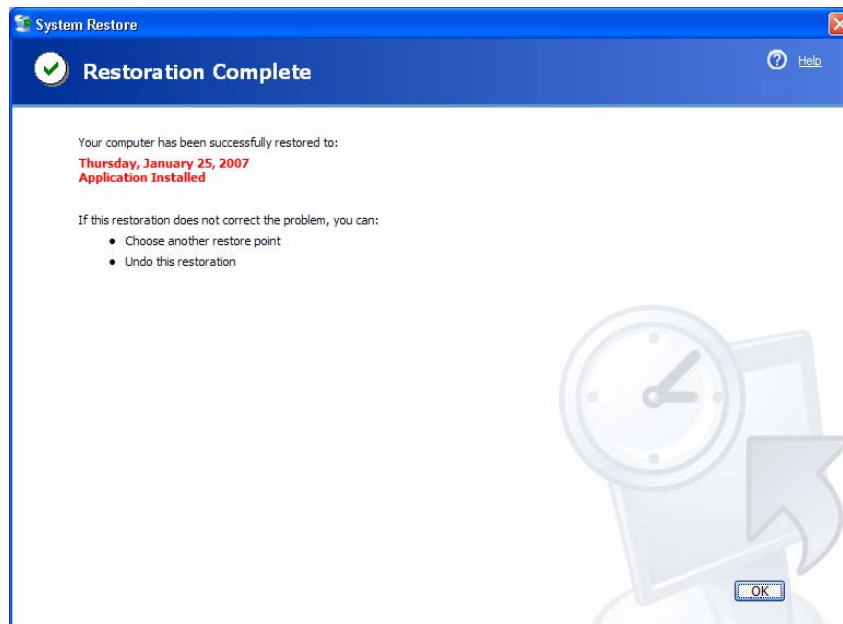 System Restore
Restoration Complete
Help
Your computer has been successfully restored to:
Thursday, January 25, 2007
Application Installed
If this restoration does not correct the problem, you can:
• Choose another restore point
• Undo this restoration
OK